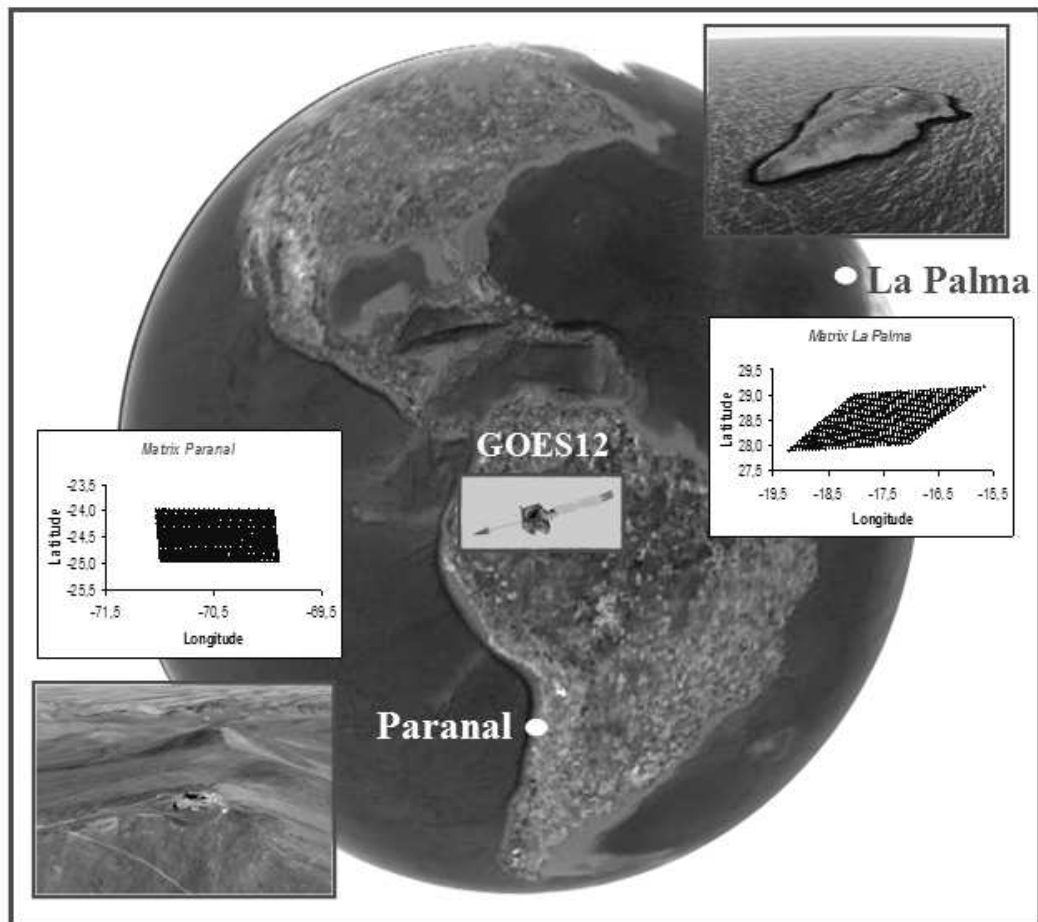 La Palma
Matrix La Palma
29,5
29,0
28,5
28,0
27,5
Latitude
-19,5
-18,5
-17,5
-16,5
-15,5
Longitude
GOES12
Matrix Paranal
-23,5
-24,0
-24,5
-25,0
-25,5
Latitude
-71,5
-70,5
-69,5
Longitude
Paranal